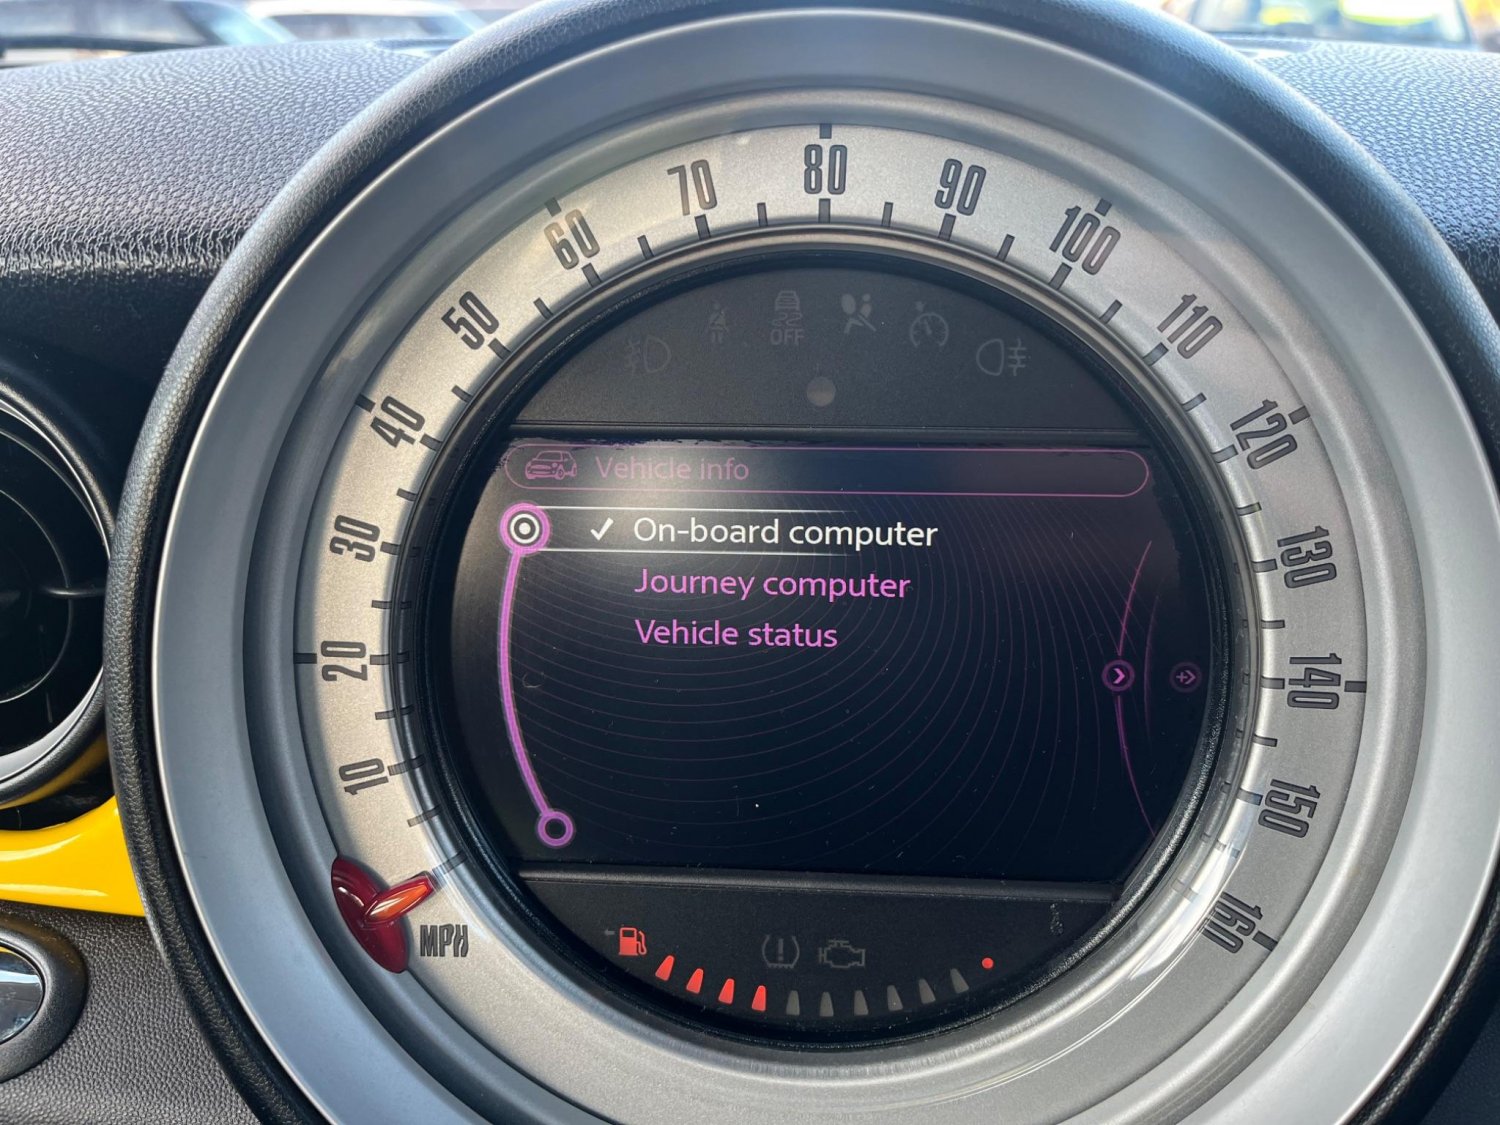 10
20
30
40
50
60
70
80
90
100
110
120
130
140
150
160
MPH
OFF
Vehicle info
On-board computer
Journey computer
Vehicle status